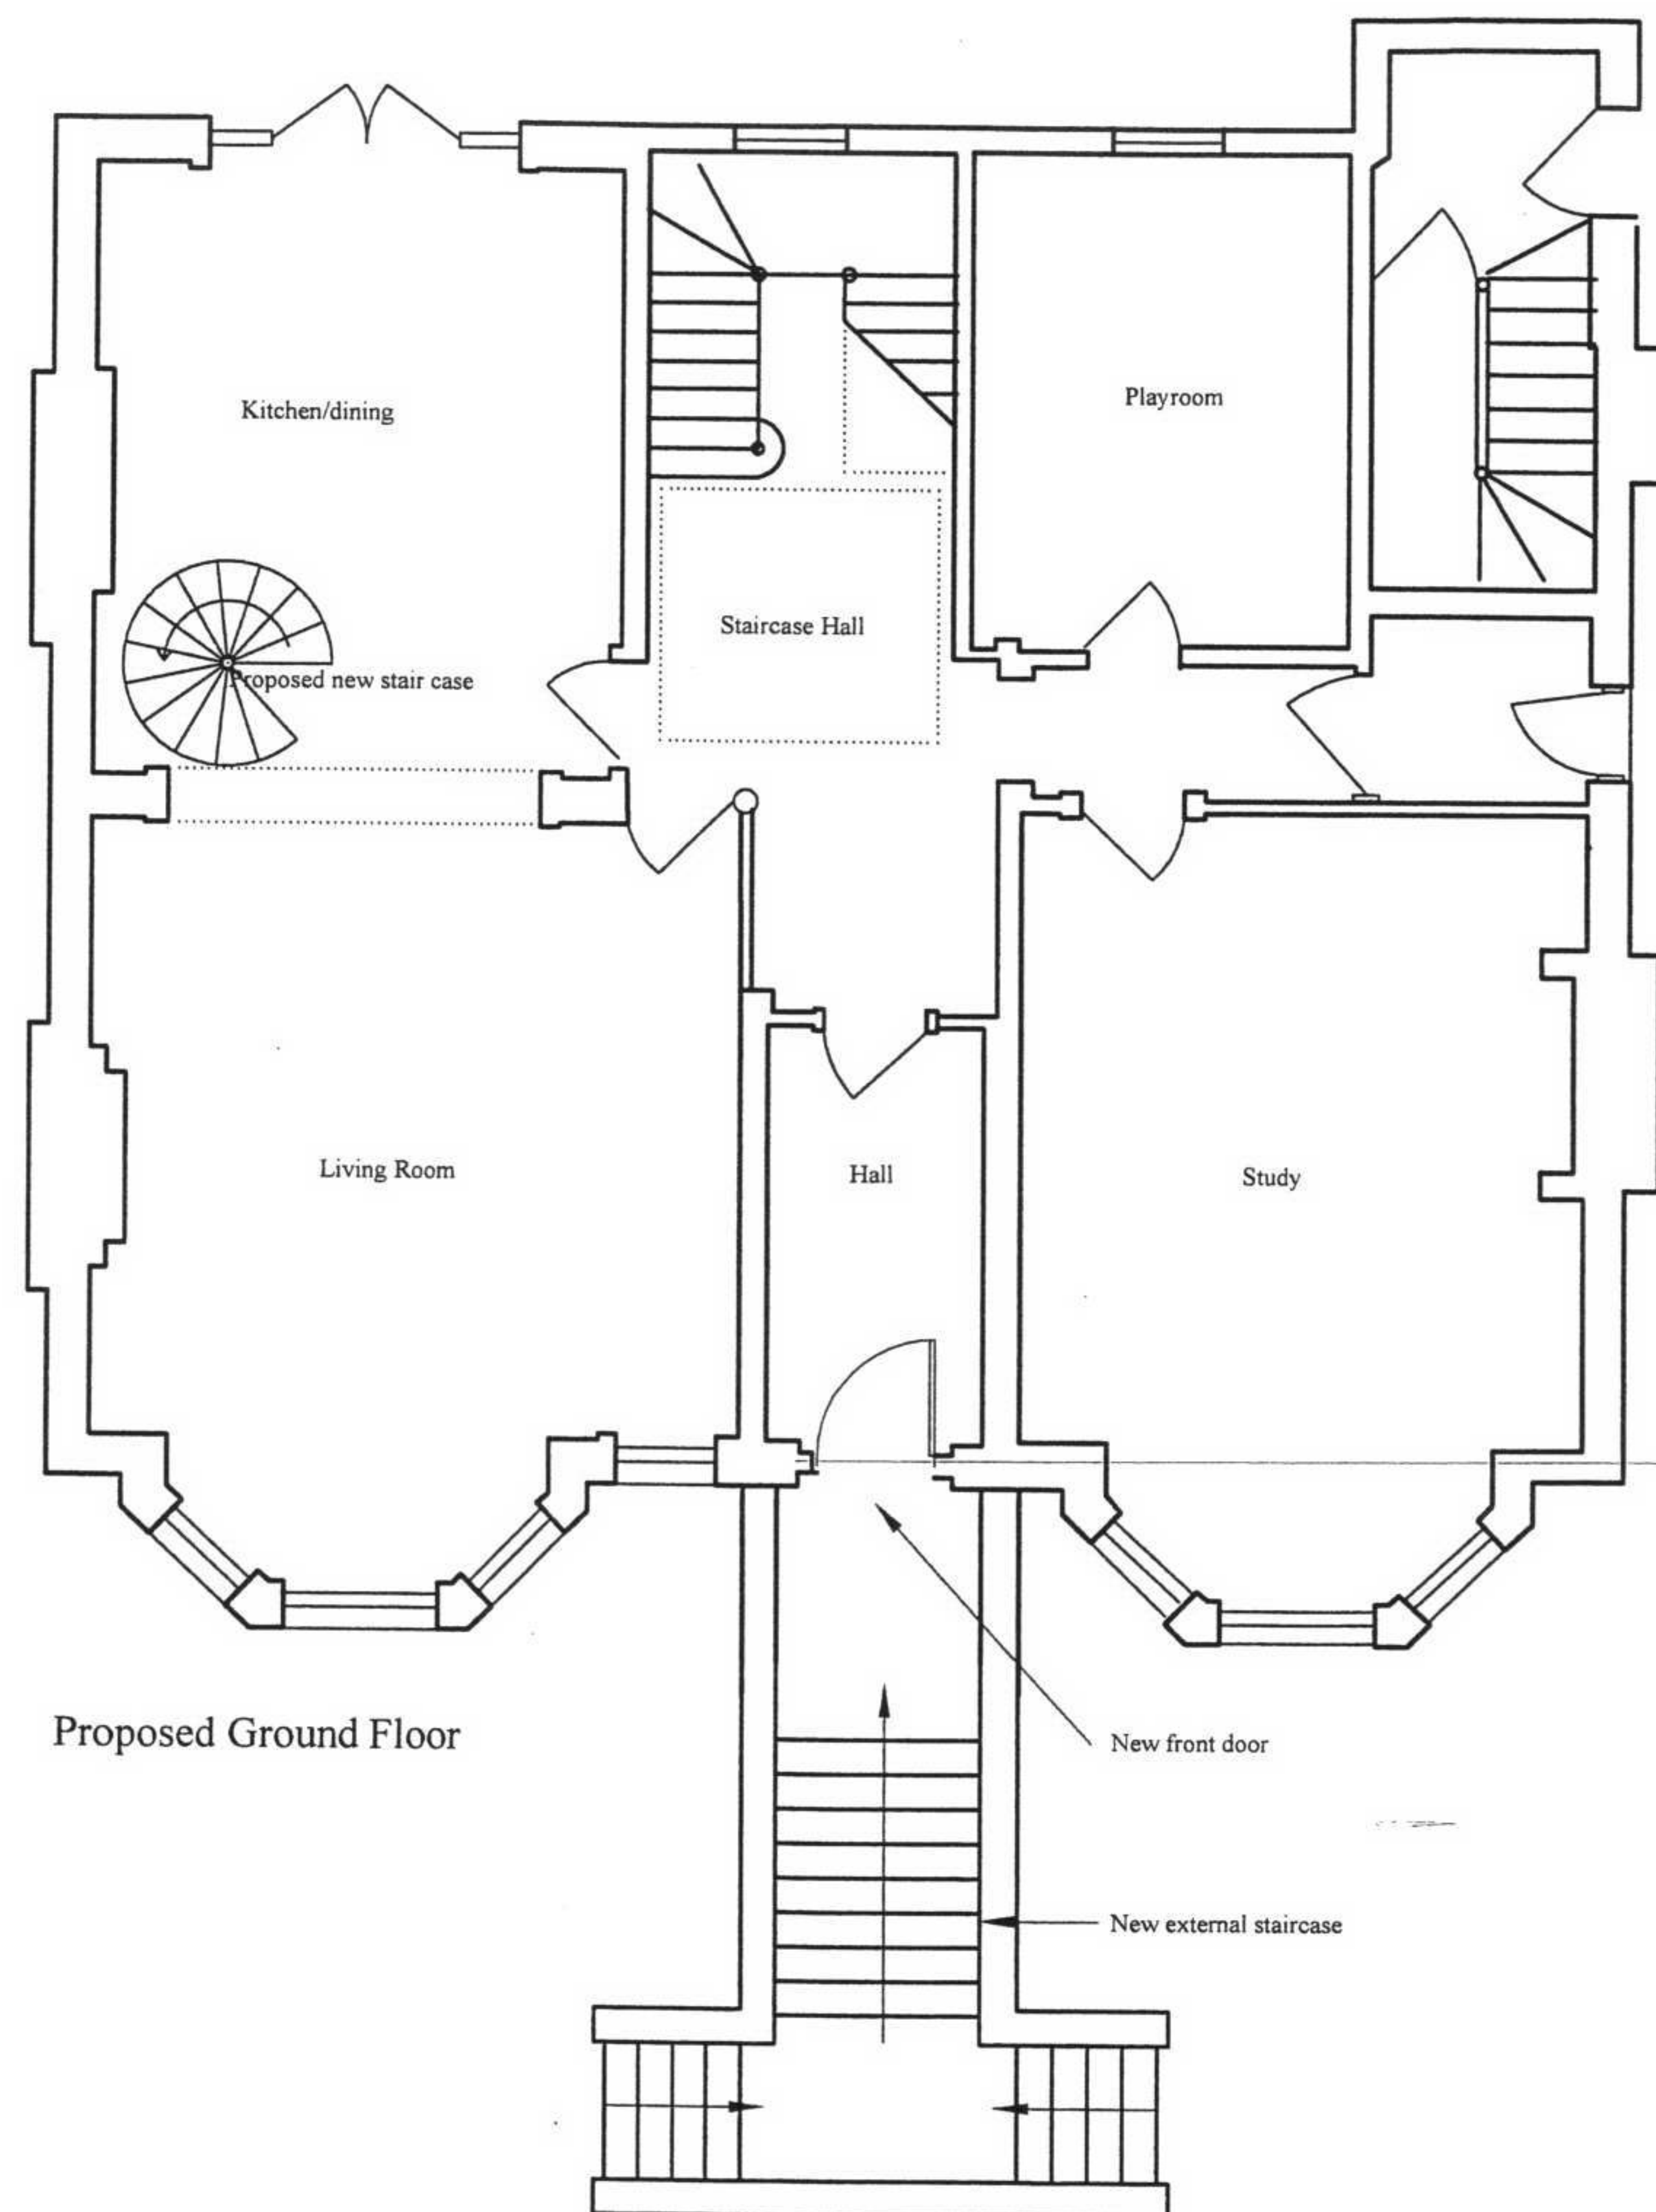 Kitchen/dining
Playroom
Staircase Hall
Proposed new stair case
Living Room
Hall
Study
Proposed Ground Floor
New front door
New external staircase